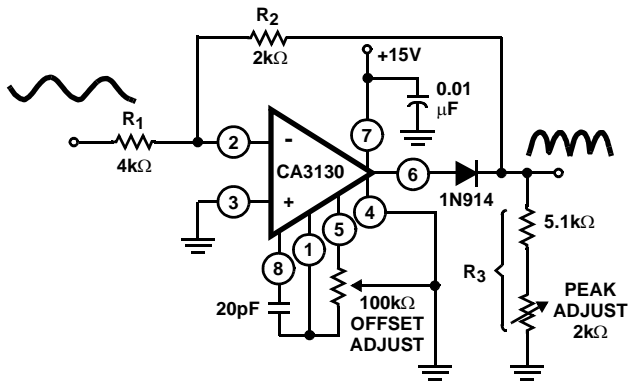 R2
2kΩ
+15V
0.01
μF
R1
4kΩ
2
-
7
CA3130
6
1N914
3
+
4
5
1
8
5.1kΩ
R3
20pF
100kΩ
OFFSET
ADJUST
PEAK
ADJUST
2kΩ